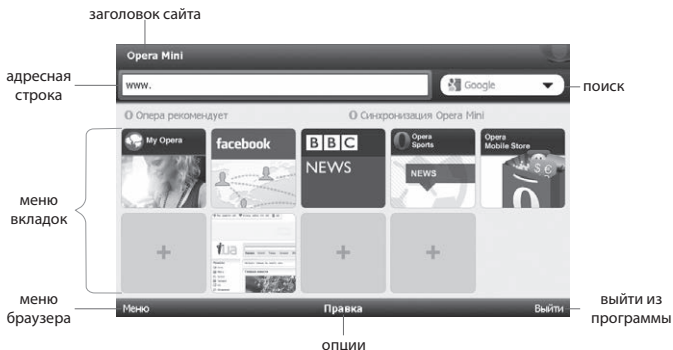 заголовок сайта
Opera Mini
адресная
строка
www.
Google
поиск
Опера рекомендует
Синхронизация Opera Mini
My Opera
facebook
BBC
NEWS
Opera
Sports
NEWS
Opera
Mobile Store
меню
вкладок
ua
меню
браузера
Меню
Правка
Выйти
выйти из
программы
опции